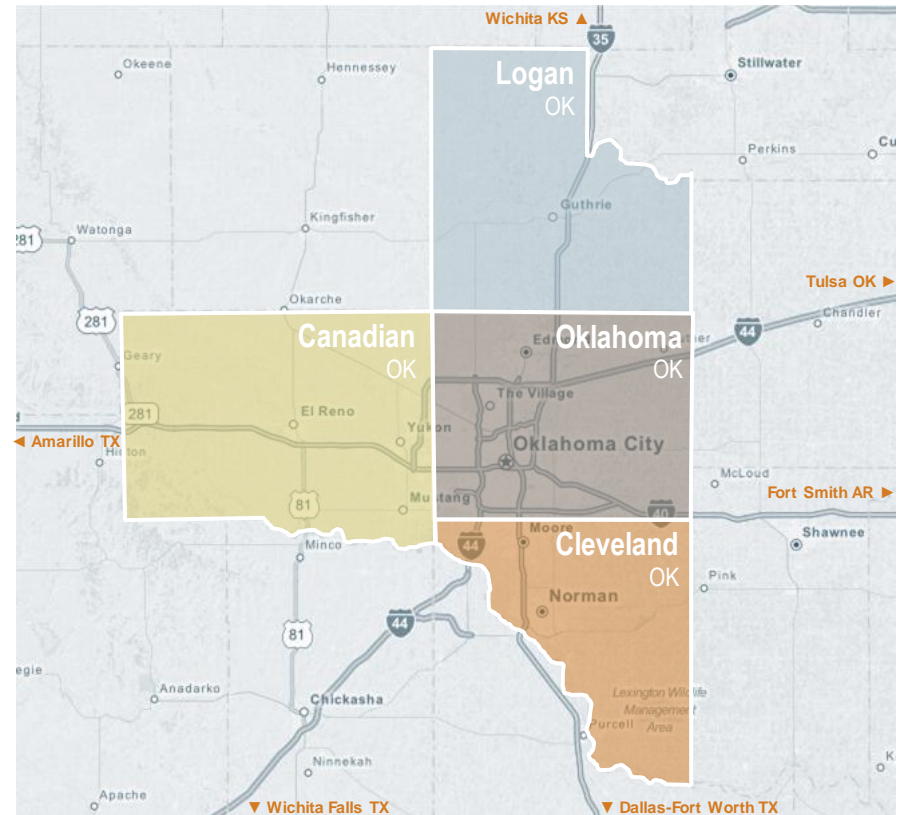 Wichita KS ▲
35
Okeene
Hennessey
Logan
OK
Stillwater
Perkins
Guthrie
Kingfisher
Watonga
281
Tulsa OK ►
Okarche
281
Chandler
44
Canadian
OK
Oklahoma
OK
Geary
The Village
281
El Reno
Yukon
Oklahoma City
◄ Amarillo TX
McLoud
Fort Smith AR ►
81
Mustang
40
Moore
44
Shawnee
Minco
Cleveland
OK
Pink
Norman
44
81
Anadarko
Chickasha
Lexington Wildlife
Management
Area
Purcell
Ninnekah
Apache
▼ Wichita Falls TX
▼ Dallas-Fort Worth TX